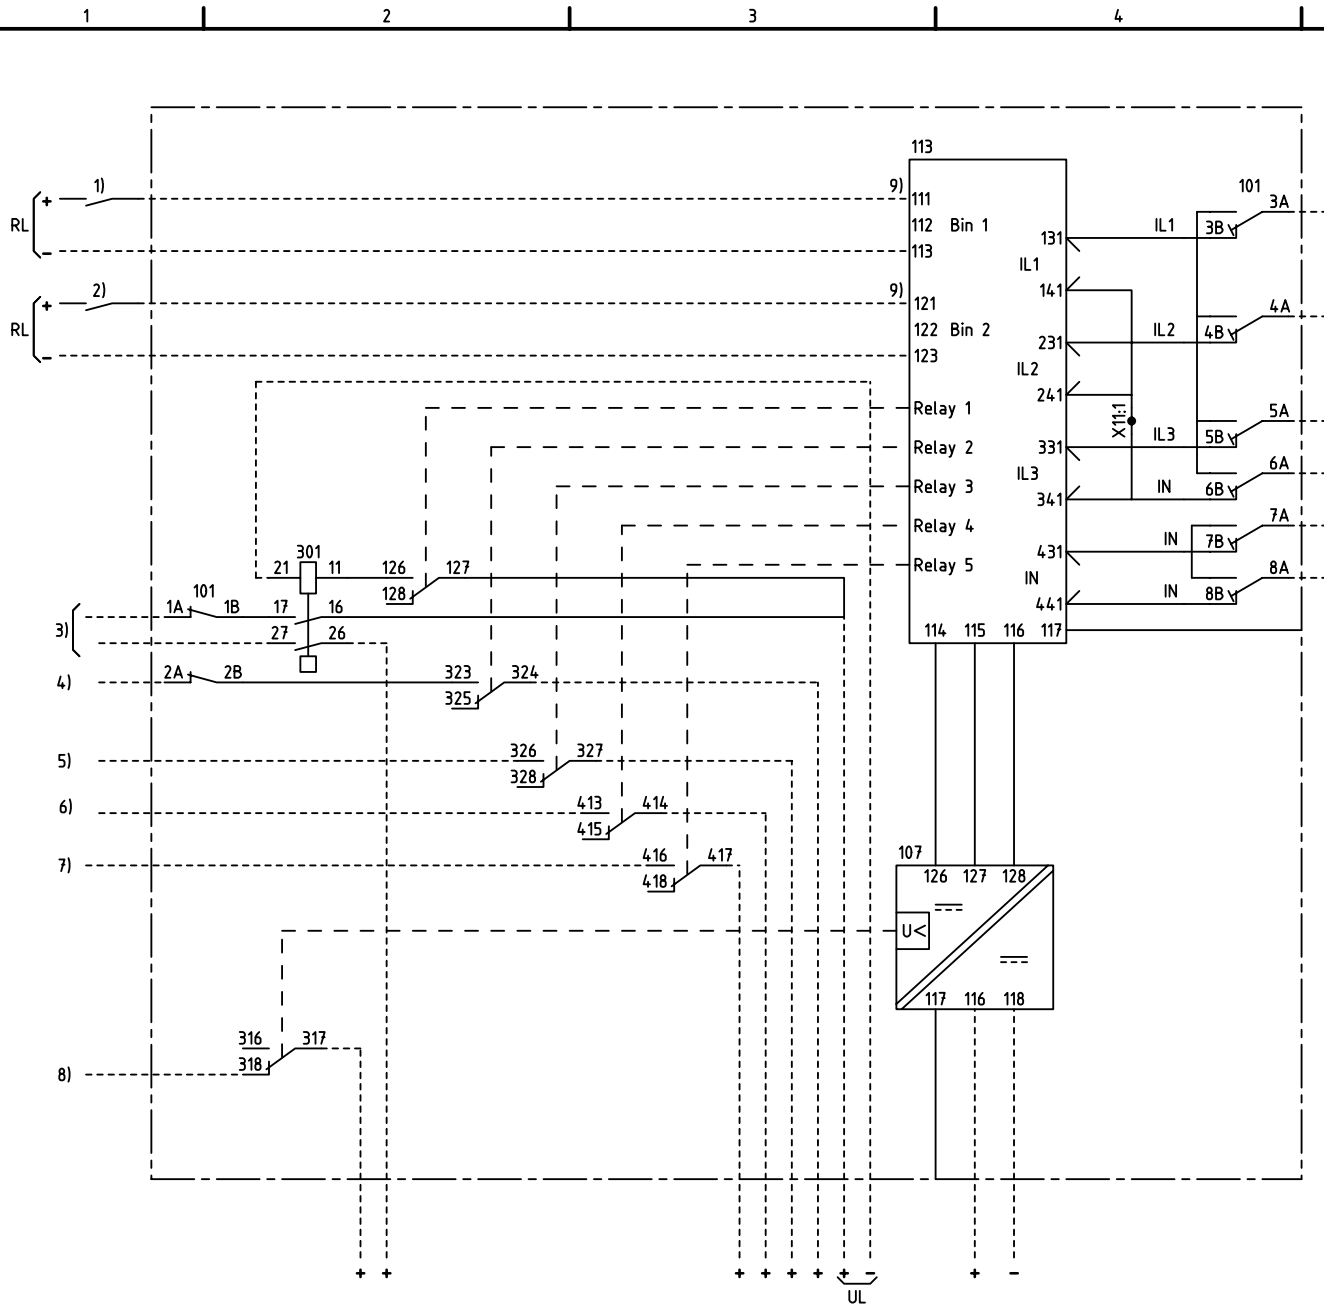 1 2 3 4
113
1) 9) 111 101 3A
+
RL 112 Bin 1 IL1 3B
131
- 113
IL1
2) 9) 121 141 4A
+
RL 122 Bin 2 231 IL2 4B
- 123
IL2
241
Relay 1 X11:1 5A
Relay 2 331 IL3 5B
IL3 6A
Relay 3 341 IN 6B
Relay 4 7A
431 IN 7B
301
21 11 126 127 Relay 5 8A
128 IN IN 8B
441
101
1A 1B 17 16
3) 27 26 114 115 116 117
4) 2A 2B 323 324
325
5) 326 327
328
6) 413 414
415
7) 416 417 107
418 126 127 128
U<
117 116 118
316 317
8) 318
+ + + + + + + - + -
UL